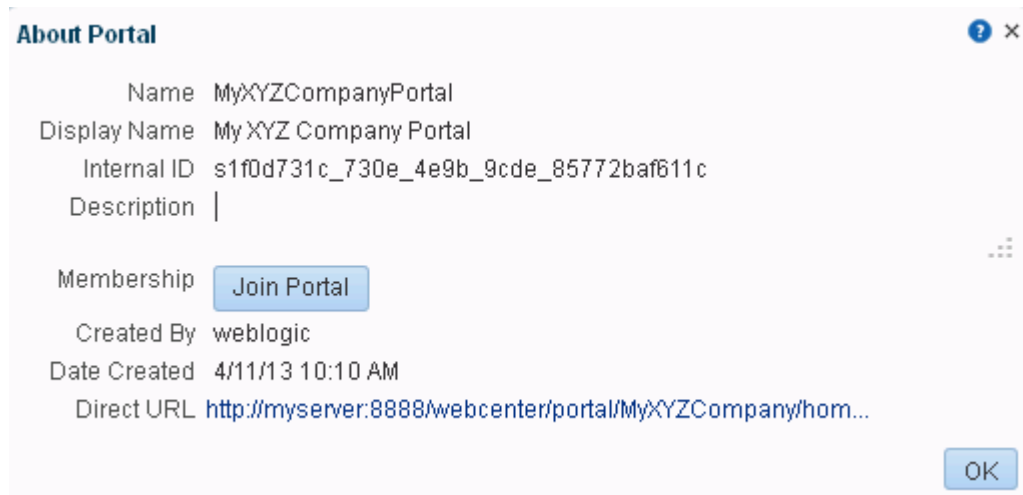 About Portal
Name MyXYZCompanyPortal
Display Name My XYZ Company Portal
Internal ID s1f0d731c_730e_4e9b_9cde_85772baf611c
Description
Membership Join Portal
Created By weblogic
Date Created 4/11/13 10:10 AM
Direct URL http://myserver:8888/webcenter/portal/MyXYZCompany/hom...
OK